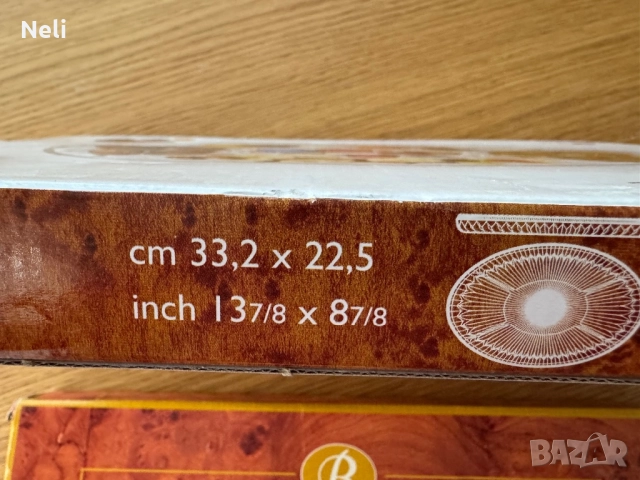 Neli
cm 33,2 x 22,5
inch 13 7/8 x 8 7/8
B
BAZAR